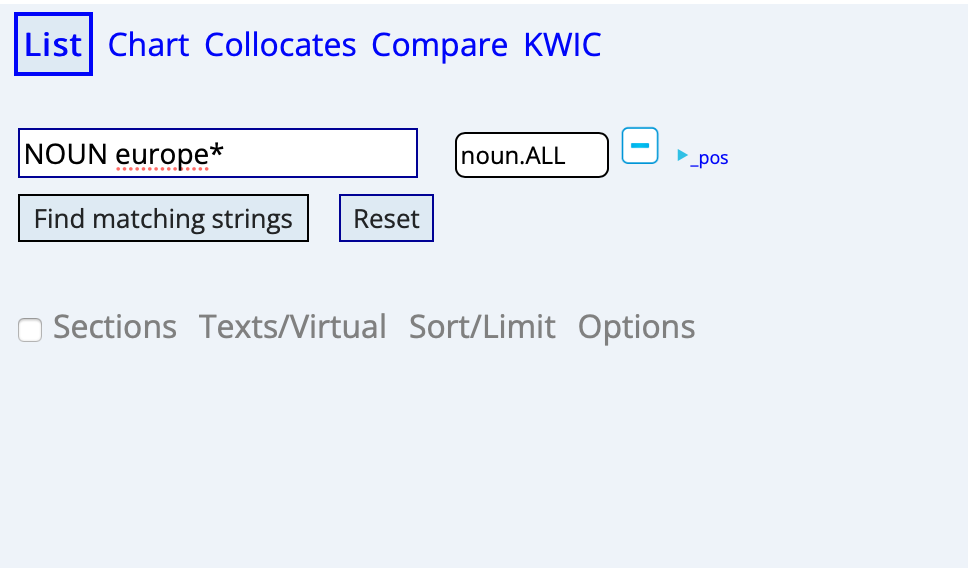 List Chart Collocates Compare KWIC
NOUN europe* noun.ALL _pos
Find matching strings Reset
Sections Texts/Virtual Sort/Limit Options